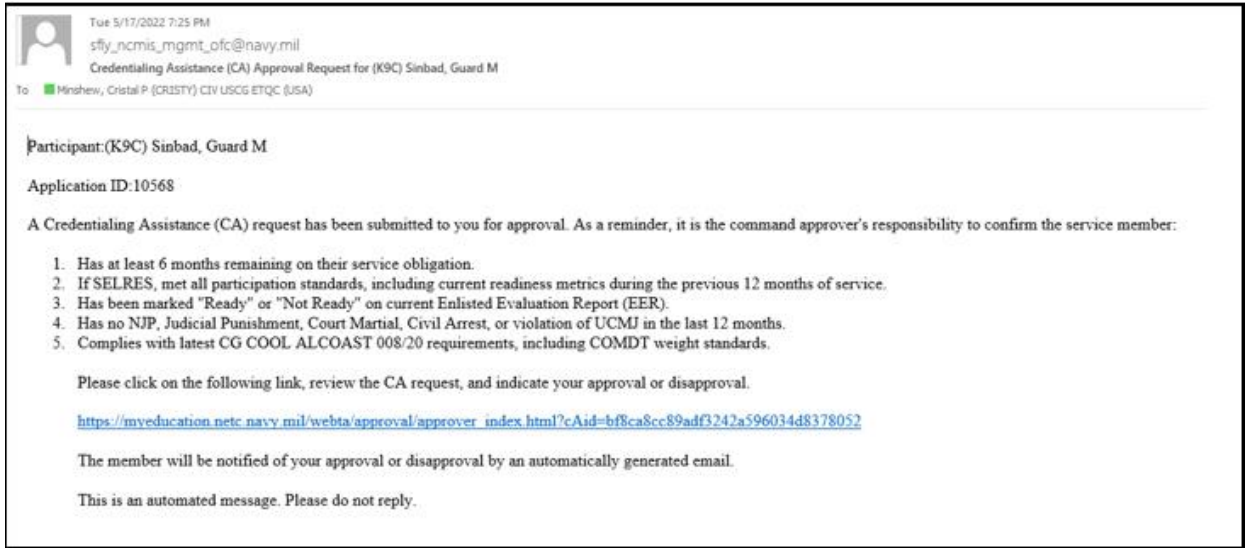 Tue 5/17/2022 7:25 PM
sfly_ncmis_mgmt_ofc@navy.mil
Credentialing Assistance (CA) Approval Request for (K9C) Sinbad, Guard M
To Minshew, Cristal P (CRISTY) CIV USCG ETQC (USA)
Participant:(K9C) Sinbad, Guard M
Application ID:10568
A Credentialing Assistance (CA) request has been submitted to you for approval. As a reminder, it is the command approver's responsibility to confirm the service member:
1. Has at least 6 months remaining on their service obligation.
2. If SELRES, met all participation standards, including current readiness metrics during the previous 12 months of service.
3. Has been marked "Ready" or "Not Ready" on current Enlisted Evaluation Report (EER).
4. Has no NJP, Judicial Punishment, Court Martial, Civil Arrest, or violation of UCMJ in the last 12 months.
5. Complies with latest CG COOL ALCOAST 008/20 requirements, including COMDT weight standards.
Please click on the following link, review the CA request, and indicate your approval or disapproval.
https://myeducation.netc.navy.mil/webta/approval/approver_index.html?cAid=bf8ca8cc89adf3242a596034d8378052
The member will be notified of your approval or disapproval by an automatically generated email.
This is an automated message. Please do not reply.